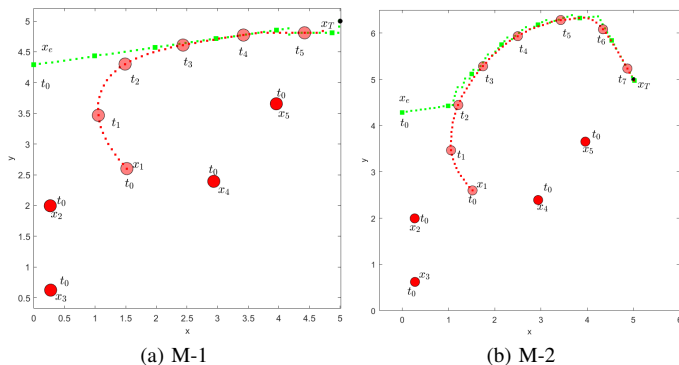 x_T
x_e
t_0
t_5
t_4
t_3
t_2
t_1
t_0
x_5
x_1
t_0
t_0
x_4
t_0
x_2
t_0
x_3
5
4.5
4
3.5
3
2.5
2
1.5
1
0.5
y
0 0.5 1 1.5 2 2.5 3 3.5 4 4.5 5
x
(a) M-1
t_5
t_6
t_4
t_3
t_7
x_T
x_e
t_0
t_2
t_1
t_0
x_5
x_1
t_0
t_0
x_4
t_0
x_2
x_3
t_0
6
5
4
3
2
1
0
y
0 1 2 3 4 5 6
x
(b) M-2